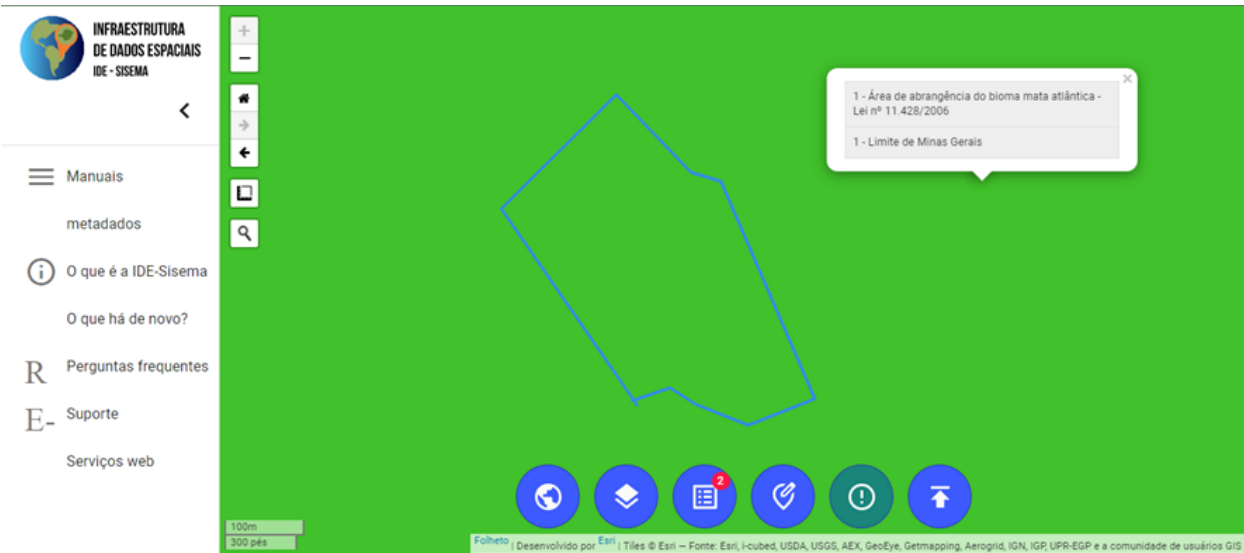 INFRAESTRUTURA
DE DADOS ESPACIAIS
IDE - SISEMA
Manuais
metadados
O que é a IDE-Sisema
O que há de novo?
R Perguntas frequentes
E- Suporte
Serviços web
1 - Área de abrangência do bioma mata atlântica -
Lei nº 11.428/2006
1 - Limite de Minas Gerais
2
100m
300 pés
Folheto | Desenvolvido por Esri | Tiles © Esri — Fonte: Esri, i-cubed, USDA, USGS, AEX, GeoEye, Getmapping, Aerogrid, IGN, IGP, UPR-EGP e a comunidade de usuários GIS